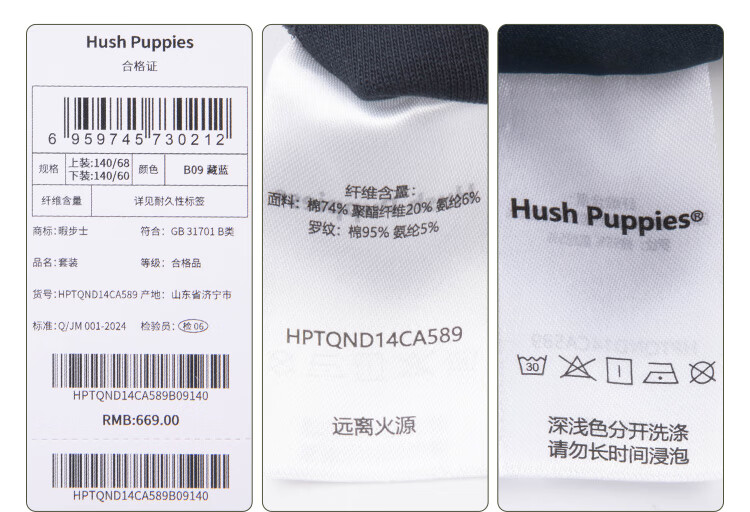 Hush Puppies
合格证
6 959745 730212
规格 上装:140/68 颜色 B09 藏蓝
下装:140/60
纤维含量 详见耐久性标签
商标:暇步士 符合: GB 31701 B类
品名:套装 等级: 合格品
货号:HPTQND14CA589 产地: 山东省济宁市
标准:Q/JM 001-2024 检验员: 检 06
HPTQND14CA589B09140
RMB:669.00
HPTQND14CA589B09140
纤维含量:
面料: 棉74% 聚酯纤维20% 氨纶6%
罗纹: 棉95% 氨纶5%
HPTQND14CA589
远离火源
Hush Puppies®
30
深浅色分开洗涤
请勿长时间浸泡